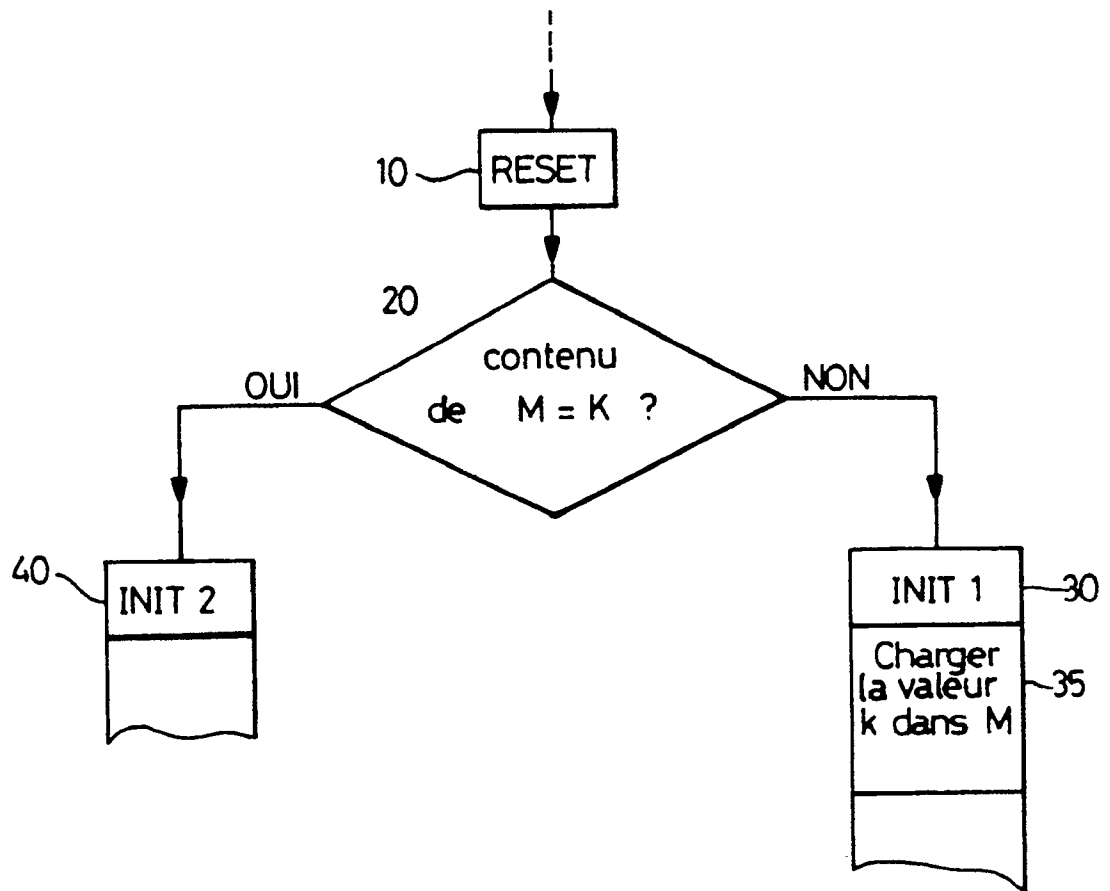 10
RESET
20
contenu
de M = K ?
OUI
NON
40
INIT 2
INIT 1
30
Charger
la valeur
k dans M
35